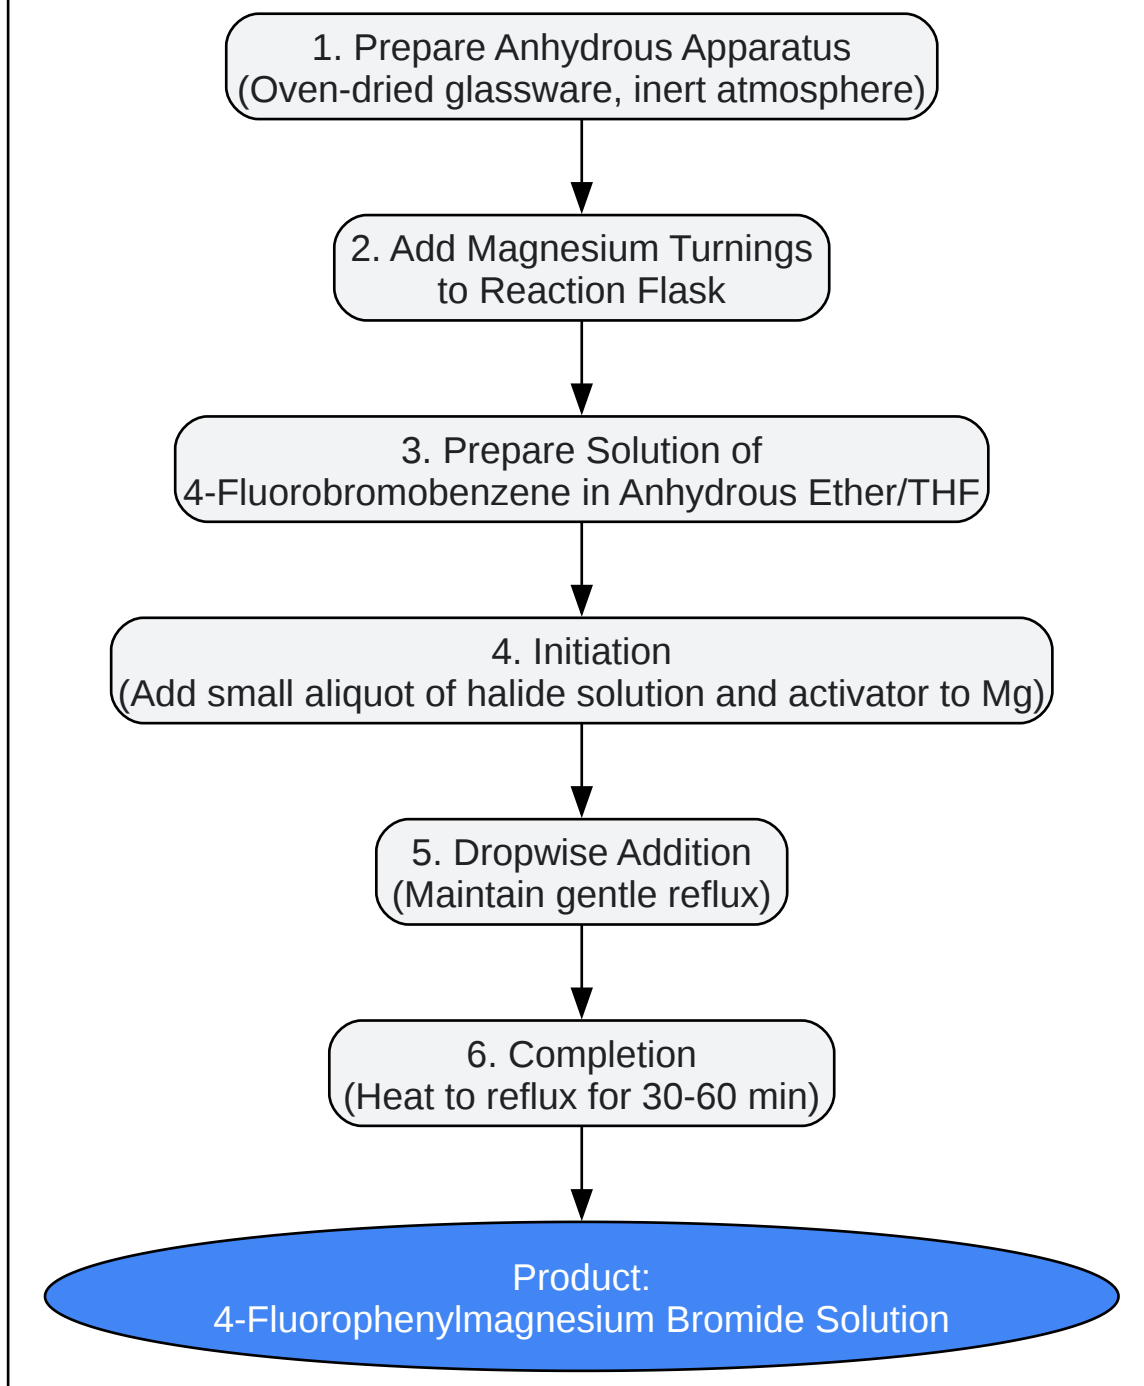 1. Prepare Anhydrous Apparatus
(Oven-dried glassware, inert atmosphere)
2. Add Magnesium Turnings
to Reaction Flask
3. Prepare Solution of
4-Fluorobromobenzene in Anhydrous Ether/THF
4. Initiation
(Add small aliquot of halide solution and activator to Mg)
5. Dropwise Addition
(Maintain gentle reflux)
6. Completion
(Heat to reflux for 30-60 min)
Product:
4-Fluorophenylmagnesium Bromide Solution